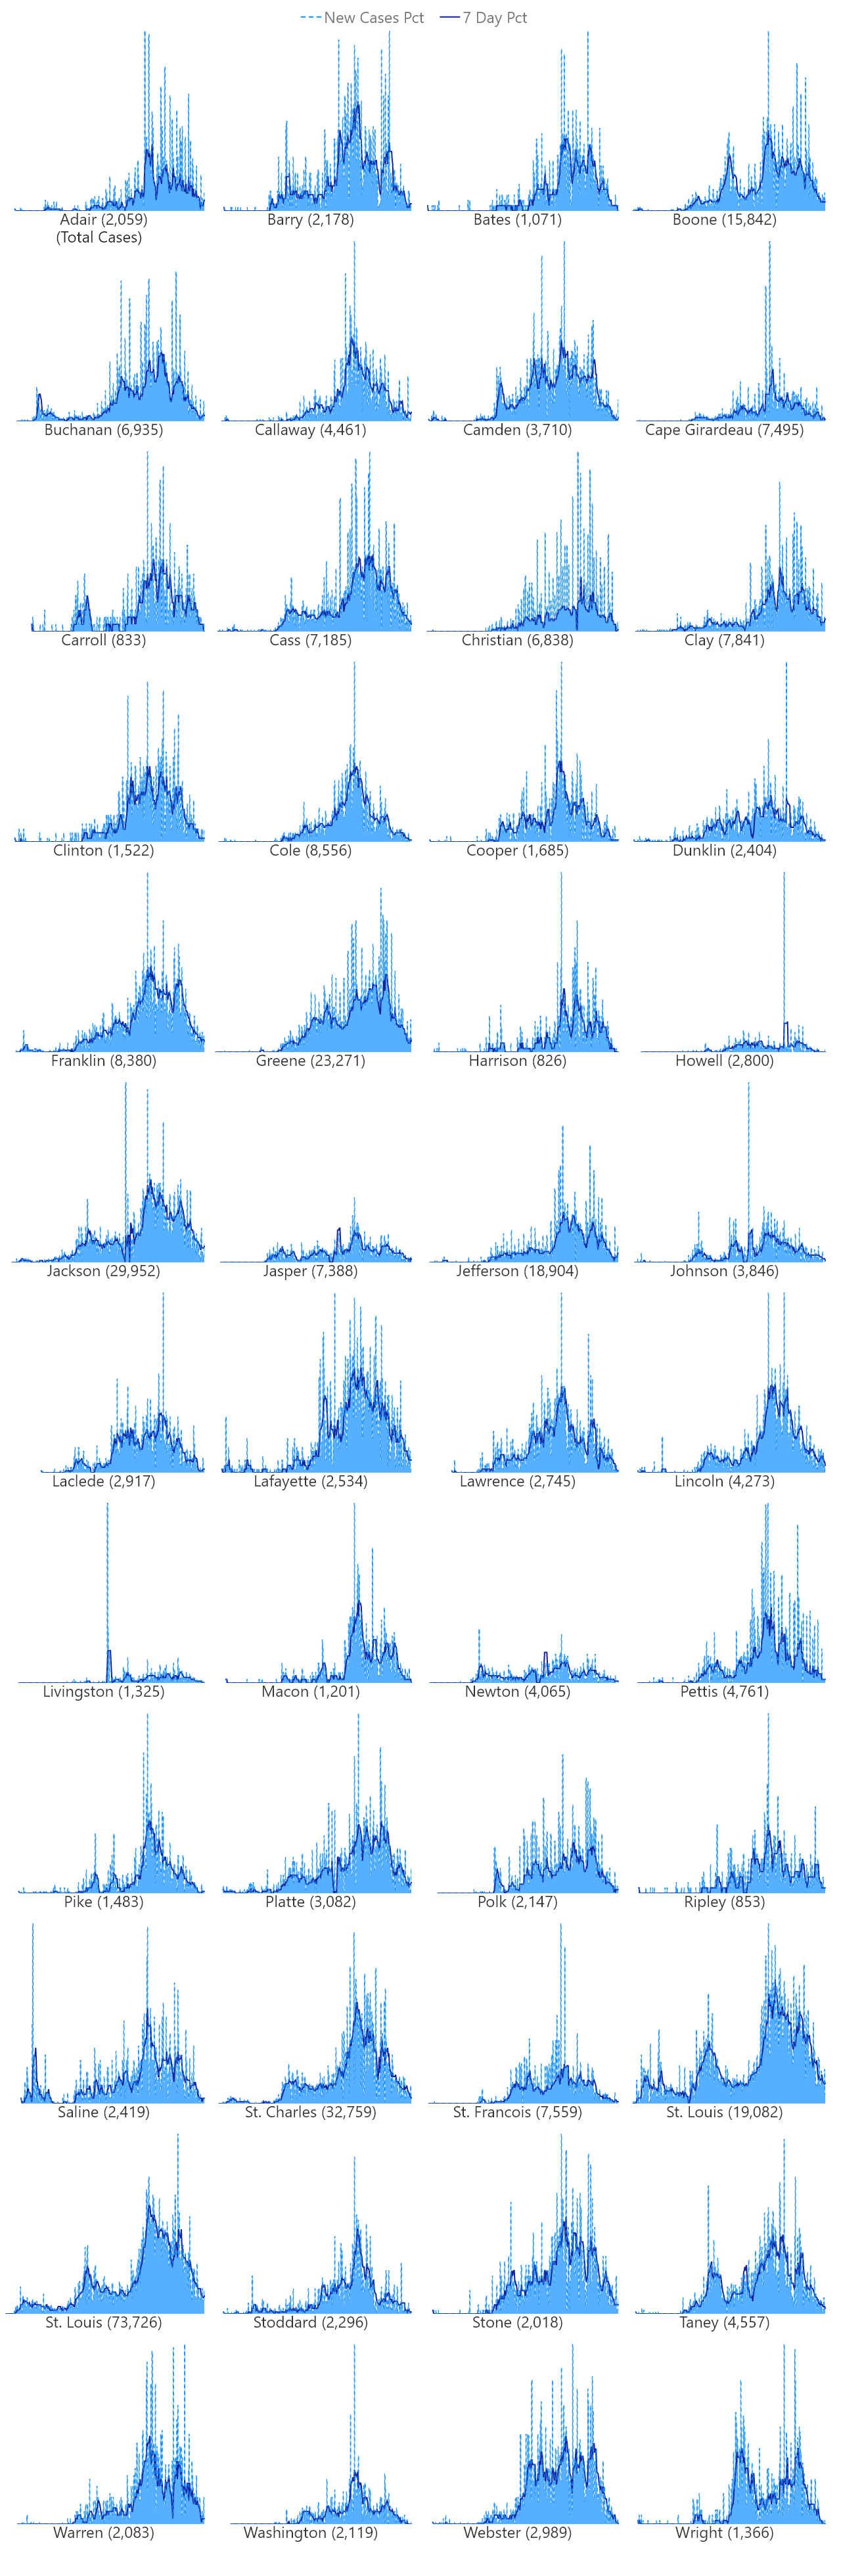 New Cases Pct 7 Day Pct
Adair (2,059) Barry (2,178) Bates (1,071) Boone (15,842)
(Total Cases)
Buchanan (6,935) Callaway (4,461) Camden (3,710) Cape Girardeau (7,495)
Carroll (833) Cass (7,185) Christian (6,838) Clay (7,841)
Clinton (1,522) Cole (8,556) Cooper (1,685) Dunklin (2,404)
Franklin (8,380) Greene (23,271) Harrison (826) Howell (2,800)
Jackson (29,952) Jasper (7,388) Jefferson (18,904) Johnson (3,846)
Laclede (2,917) Lafayette (2,534) Lawrence (2,745) Lincoln (4,273)
Livingston (1,325) Macon (1,201) Newton (4,065) Pettis (4,761)
Pike (1,483) Platte (3,082) Polk (2,147) Ripley (853)
Saline (2,419) St. Charles (32,759) St. Francois (7,559) St. Louis (19,082)
St. Louis (73,726) Stoddard (2,296) Stone (2,018) Taney (4,557)
Warren (2,083) Washington (2,119) Webster (2,989) Wright (1,366)